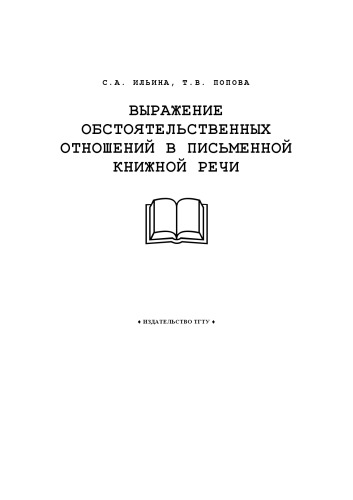 С.А. ИЛЬИНА, Т.В. ПОПОВА
ВЫРАЖЕНИЕ
ОБСТОЯТЕЛЬСТВЕННЫХ
ОТНОШЕНИЙ В ПИСЬМЕННОЙ
КНИЖНОЙ РЕЧИ
♦ ИЗДАТЕЛЬСТВО ТГТУ ♦